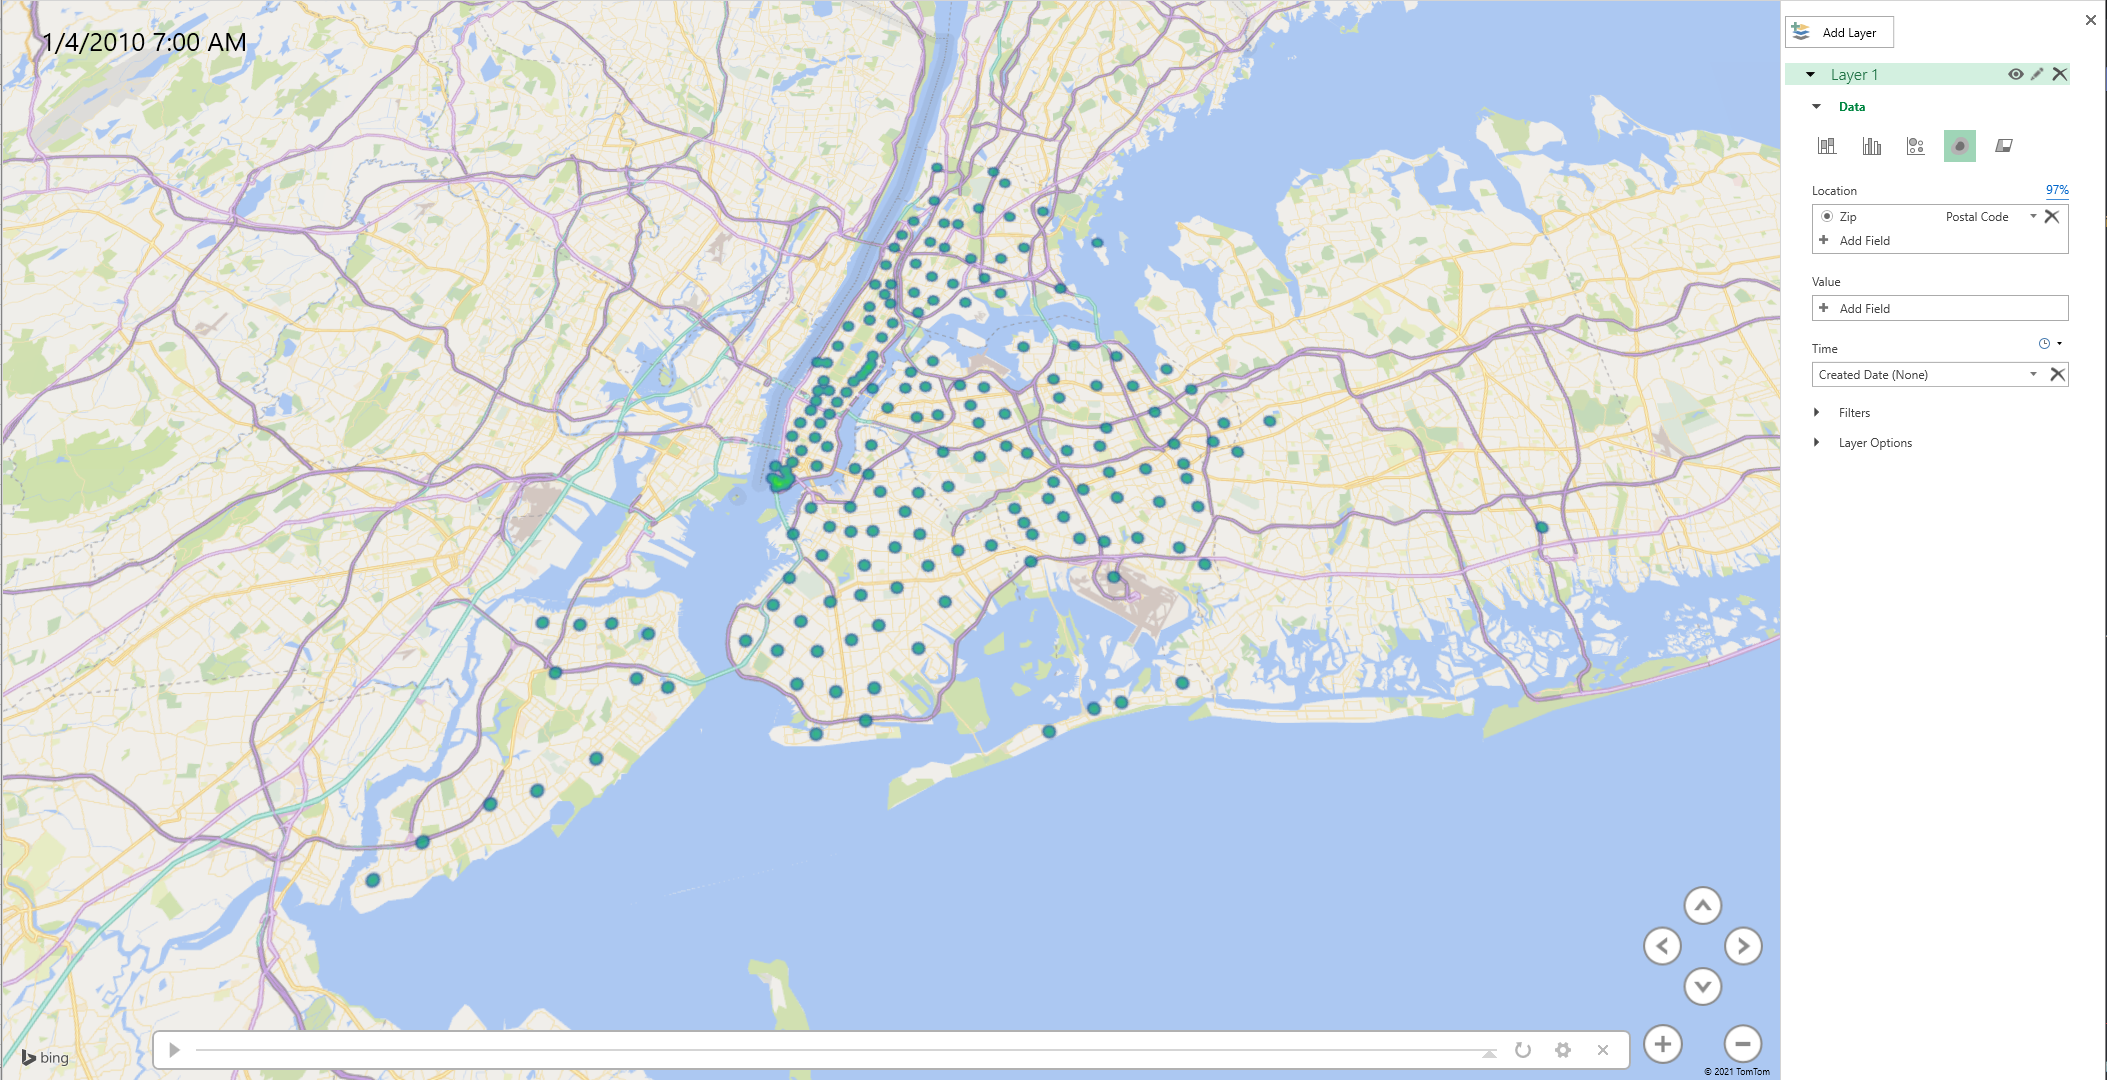 1/4/2010 7:00 AM
Add Layer
Layer 1
Data
Location 97%
Zip Postal Code
Add Field
Value
Add Field
Time
Created Date (None)
Filters
Layer Options
bing
© 2021 TomTom